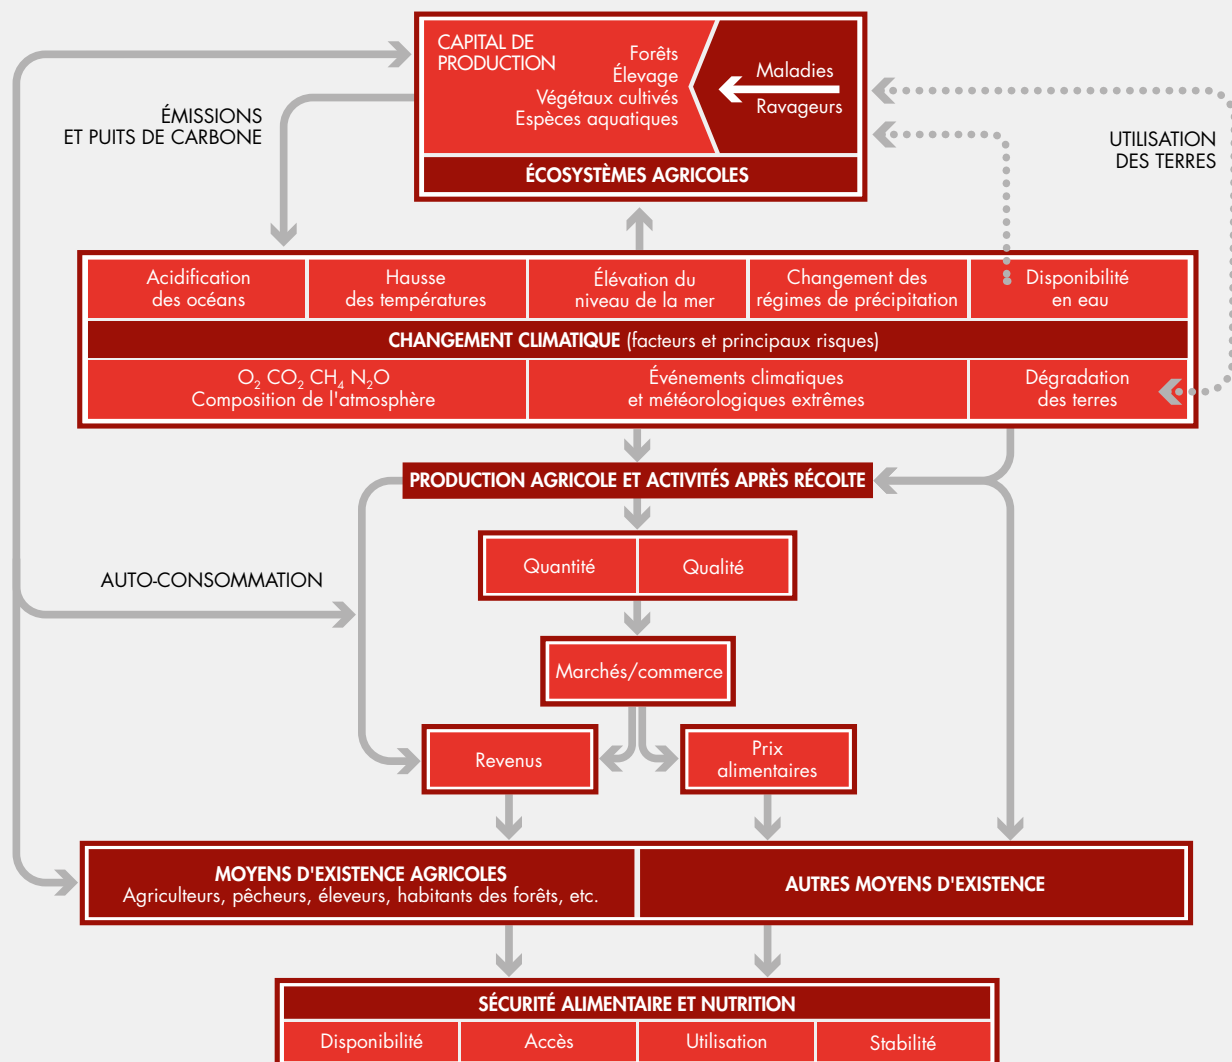 CAPITAL DE
PRODUCTION
Forêts
Élevage
Végétaux cultivés
Espèces aquatiques
Maladies
Ravageurs
ÉCOSYSTÈMES AGRICOLES
ÉMISSIONS
ET PUITS DE CARBONE
UTILISATION
DES TERRES
Acidification
des océans
Hausse
des températures
Élévation du
niveau de la mer
Changement des
régimes de précipitation
Disponibilité
en eau
CHANGEMENT CLIMATIQUE (facteurs et principaux risques)
O₂ CO₂ CH₄ N₂O
Composition de l'atmosphère
Événements climatiques
et météorologiques extrêmes
Dégradation
des terres
PRODUCTION AGRICOLE ET ACTIVITÉS APRÈS RÉCOLTE
Quantité
Qualité
AUTO-CONSOMMATION
Marchés/commerce
Revenus
Prix
alimentaires
MOYENS D'EXISTENCE AGRICOLES
Agriculteurs, pêcheurs, éleveurs, habitants des forêts, etc.
AUTRES MOYENS D'EXISTENCE
SÉCURITÉ ALIMENTAIRE ET NUTRITION
Disponibilité
Accès
Utilisation
Stabilité